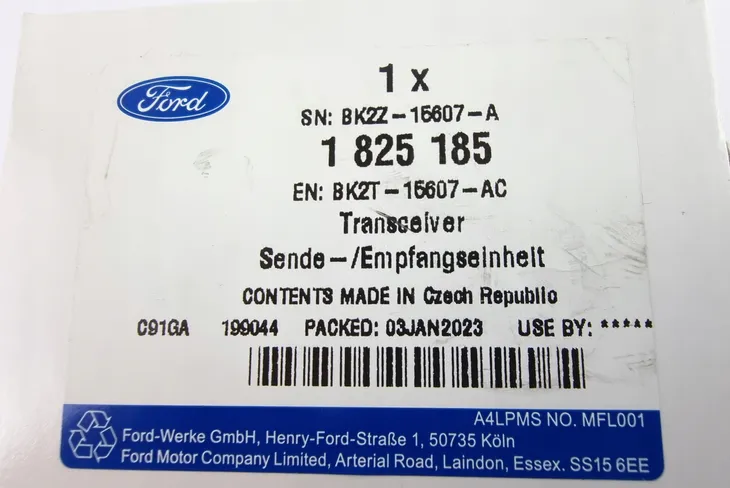 Ford
1 x
SN: BK2Z-15607-A
1 825 185
EN: BK2T-15607-AC
Transceiver
Sende-/Empfangseinheit
CONTENTS MADE IN Czech Republic
C91GA 199044 PACKED: 03JAN2023 USE BY: *****
A4LPMS NO. MFL001
Ford-Werke GmbH, Henry-Ford-Straße 1, 50735 Köln
Ford Motor Company Limited, Arterial Road, Laindon, Essex. SS15 6EE